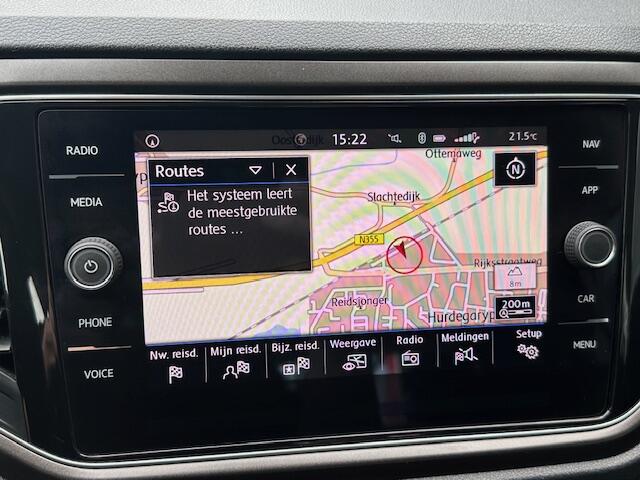 RADIO
MEDIA
PHONE
VOICE
15:22
21.5°C
Routes
Het systeem leert
de meestgebruikte
routes ...
Ottemaweg
Slachtedijk
N355
Rijksstraatweg
Reidsjonger
Hurdegaryp
N
8m
200m
Nw. reisd.
Mijn reisd.
Bijz. reisd.
Weergave
Radio
Meldingen
Setup
NAV
APP
CAR
MENU